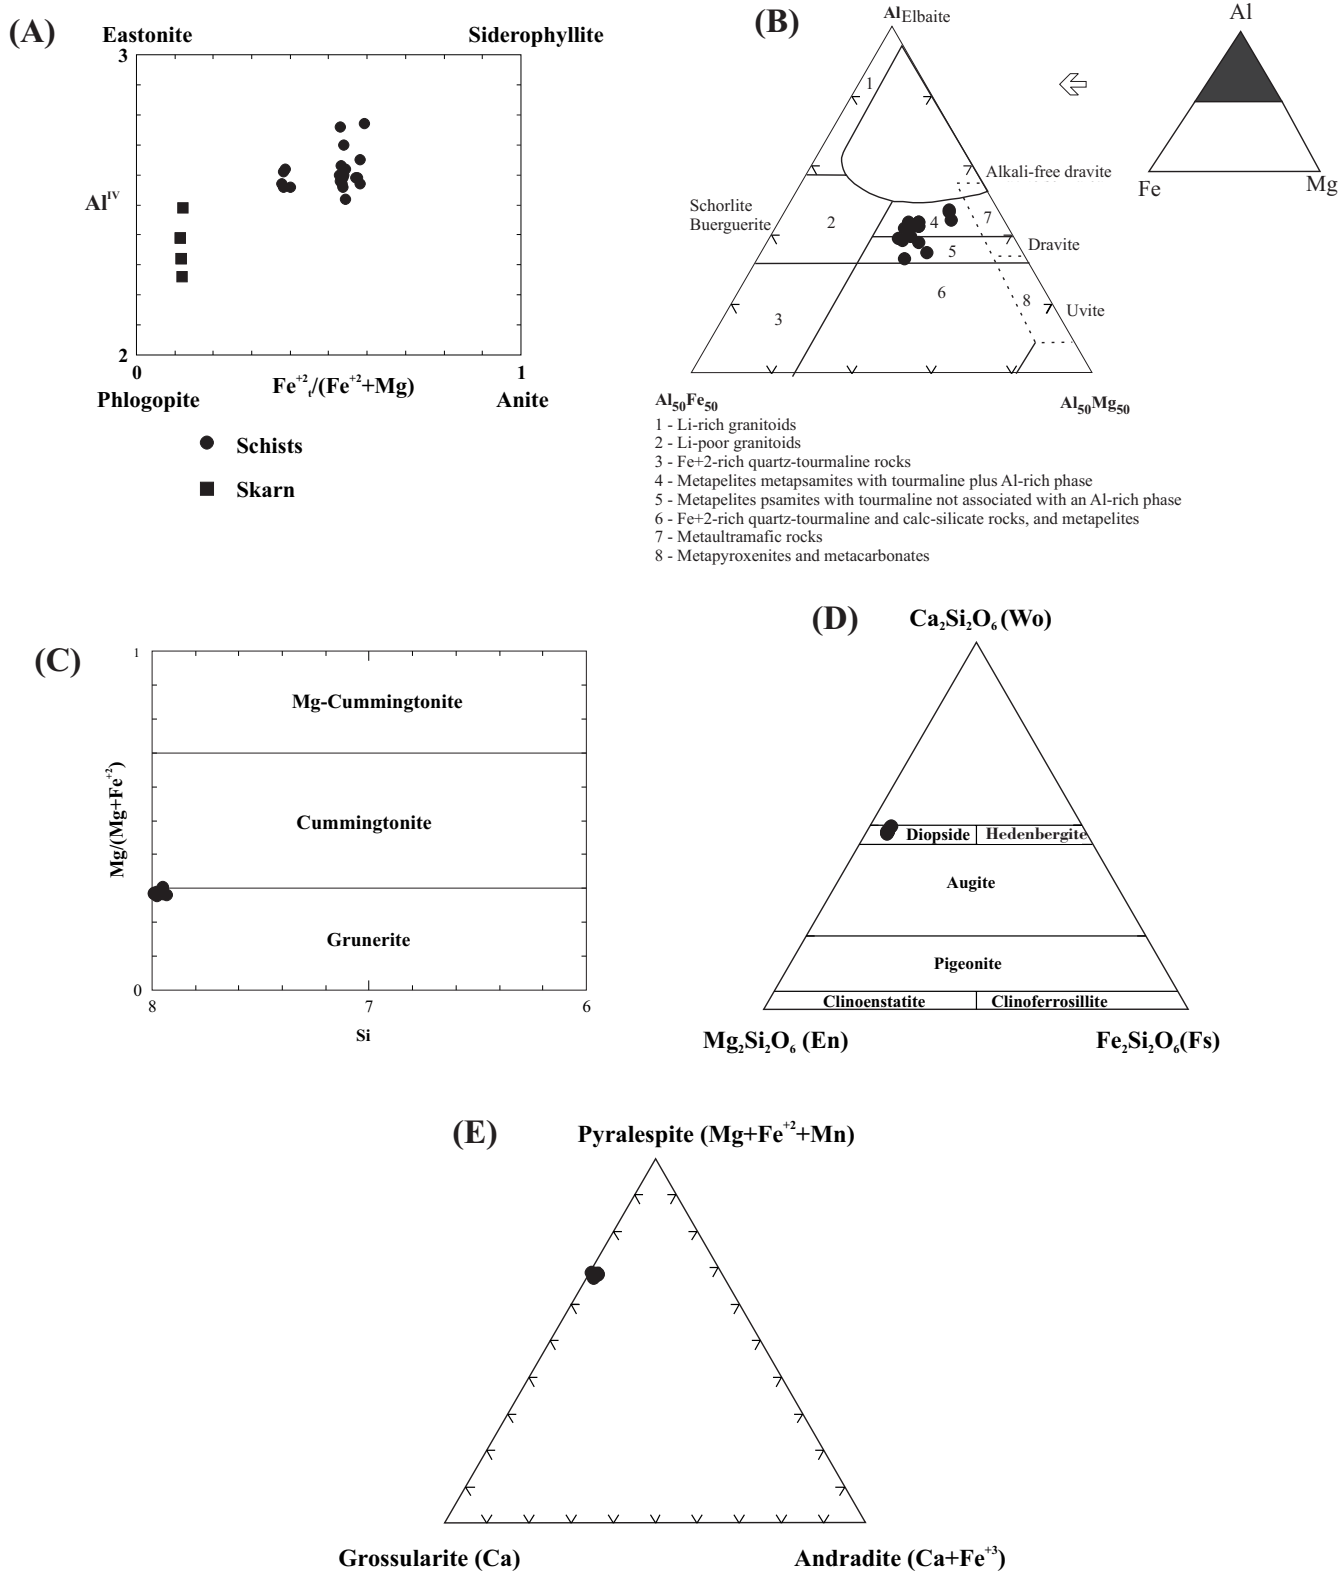 (A)
Eastonite Siderophyllite
3
Al^IV
2
0 1
Fe^+2_t/(Fe^+2+Mg)
Phlogopite Anite
Schists
Skarn
(B)
Al Elbaite
1
Alkali-free dravite
Schorlite
Buerguerite
2 4 7
Dravite
5
6 8
Uvite
3
Al50Fe50 Al50Mg50
Al
Fe Mg
1 - Li-rich granitoids
2 - Li-poor granitoids
3 - Fe+2-rich quartz-tourmaline rocks
4 - Metapelites metapsamites with tourmaline plus Al-rich phase
5 - Metapelites psamites with tourmaline not associated with an Al-rich phase
6 - Fe+2-rich quartz-tourmaline and calc-silicate rocks, and metapelites
7 - Metaultramafic rocks
8 - Metapyroxenites and metacarbonates
(C)
1
Mg-Cummingtonite
Mg/(Mg+Fe^+2)
Cummingtonite
Grunerite
0
8 7 6
Si
(D)
Ca2Si2O6 (Wo)
Diopside Hedenbergite
Augite
Pigeonite
Clinoenstatite Clinoferrosillite
Mg2Si2O6 (En) Fe2Si2O6(Fs)
(E)
Pyralespite (Mg+Fe^+2+Mn)
Grossularite (Ca) Andradite (Ca+Fe^+3)